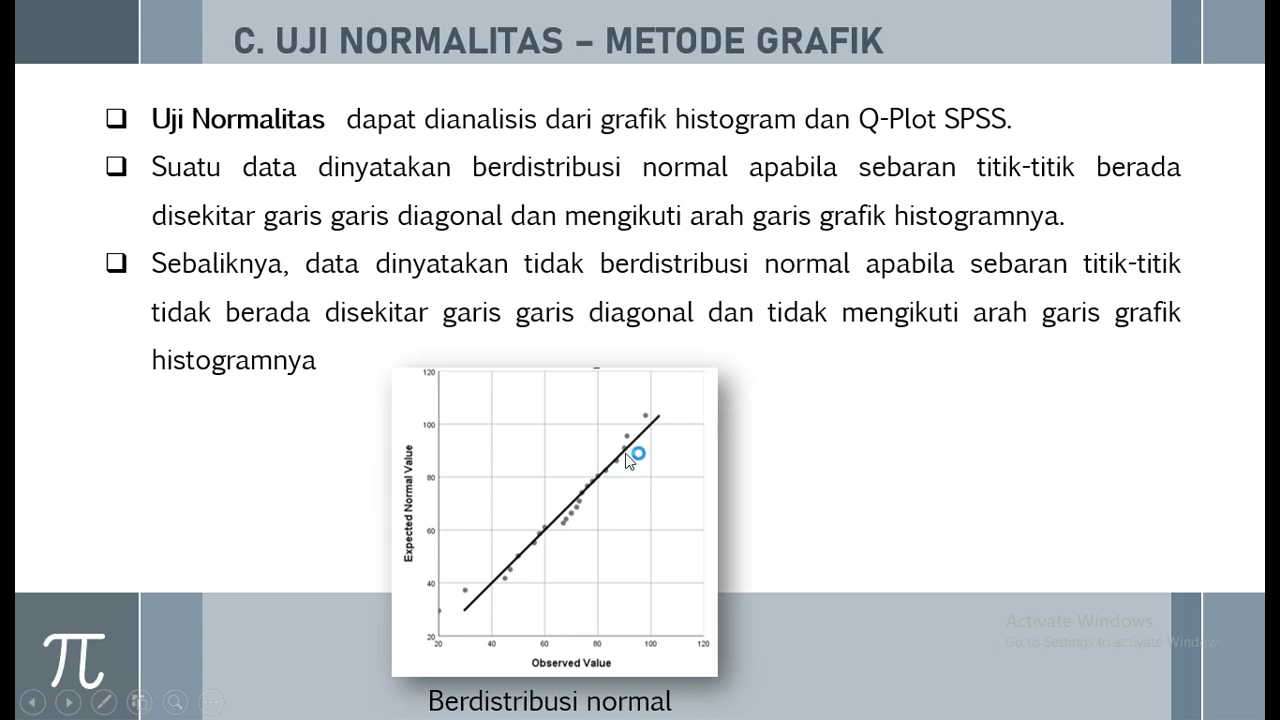 C. UJI NORMALITAS – METODE GRAFIK
❑ Uji Normalitas dapat dianalisis dari grafik histogram dan Q-Plot SPSS.
❑ Suatu data dinyatakan berdistribusi normal apabila sebaran titik-titik berada
disekitar garis garis diagonal dan mengikuti arah garis grafik histogramnya.
❑ Sebaliknya, data dinyatakan tidak berdistribusi normal apabila sebaran titik-titik
tidak berada disekitar garis garis diagonal dan tidak mengikuti arah garis grafik
histogramnya
120
100
80
60
40
20
Expected Normal Value
20 40 60 80 100 120
Observed Value
Berdistribusi normal
π
Activate Windows
Go to Settings to activate Windows.